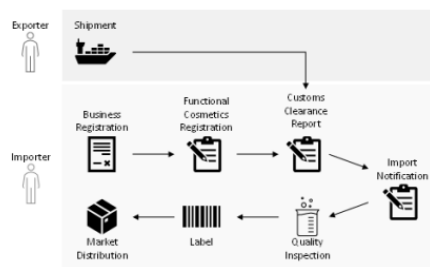 Exporter
Shipment
Importer
Business
Registration
Functional
Cosmetics
Registration
Customs
Clearance
Report
Import
Notification
Market
Distribution
Label
Quality
Inspection